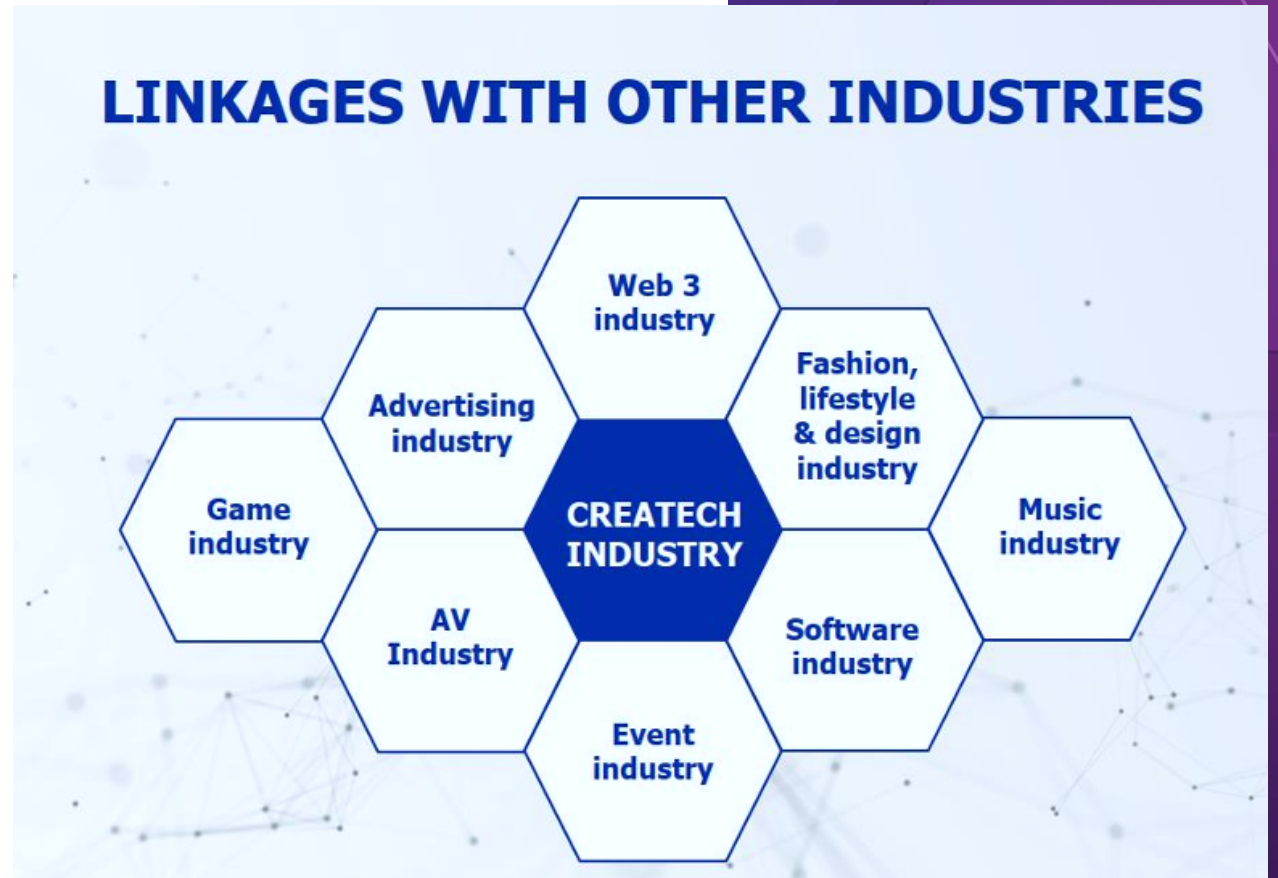 LINKAGES WITH OTHER INDUSTRIES
Web 3
industry
Fashion,
lifestyle
& design
industry
Advertising
industry
Game
industry
CREATECH
INDUSTRY
Music
industry
AV
Industry
Software
industry
Event
industry